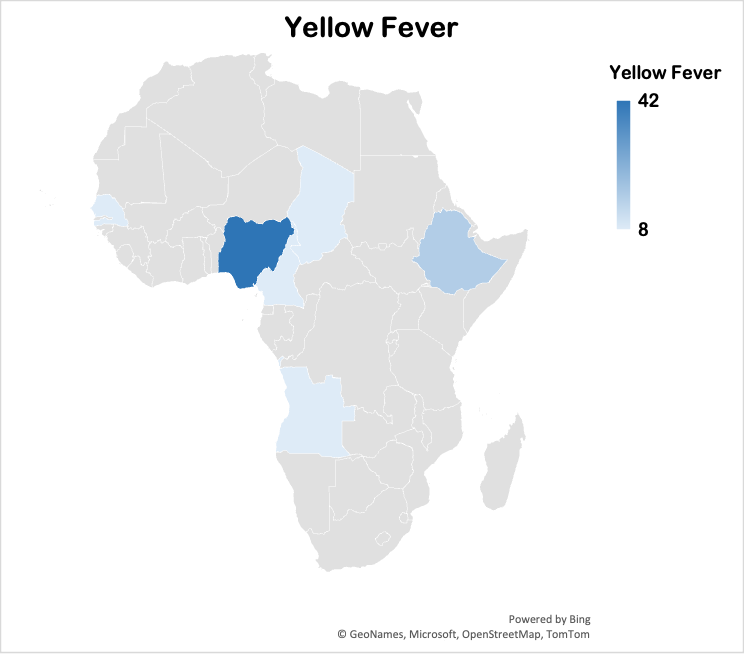 Yellow Fever
Yellow Fever
42
8
Powered by Bing
© GeoNames, Microsoft, OpenStreetMap, TomTom